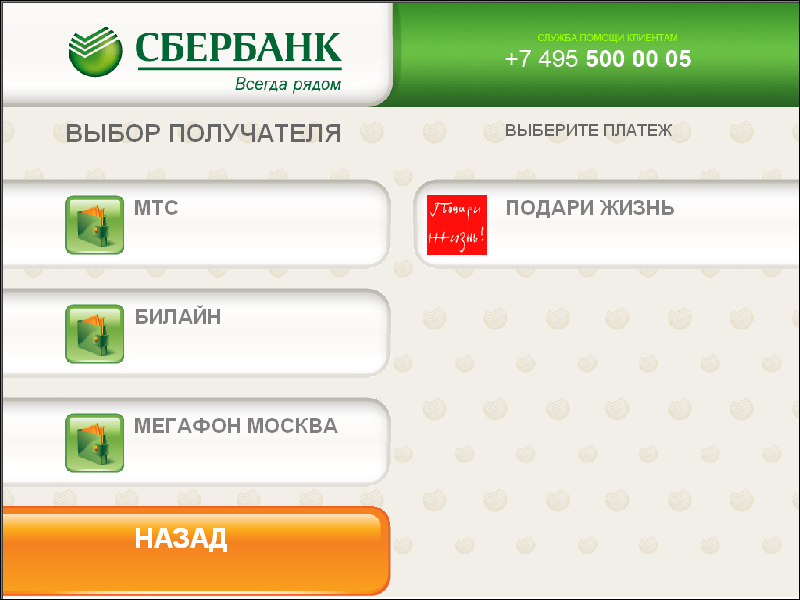 СБЕРБАНК
Всегда рядом
СЛУЖБА ПОМОЩИ КЛИЕНТАМ
+7 495 500 00 05
ВЫБОР ПОЛУЧАТЕЛЯ
ВЫБЕРИТЕ ПЛАТЕЖ
МТС
Подари
жизнь!
ПОДАРИ ЖИЗНЬ
БИЛАЙН
МЕГАФОН МОСКВА
НАЗАД